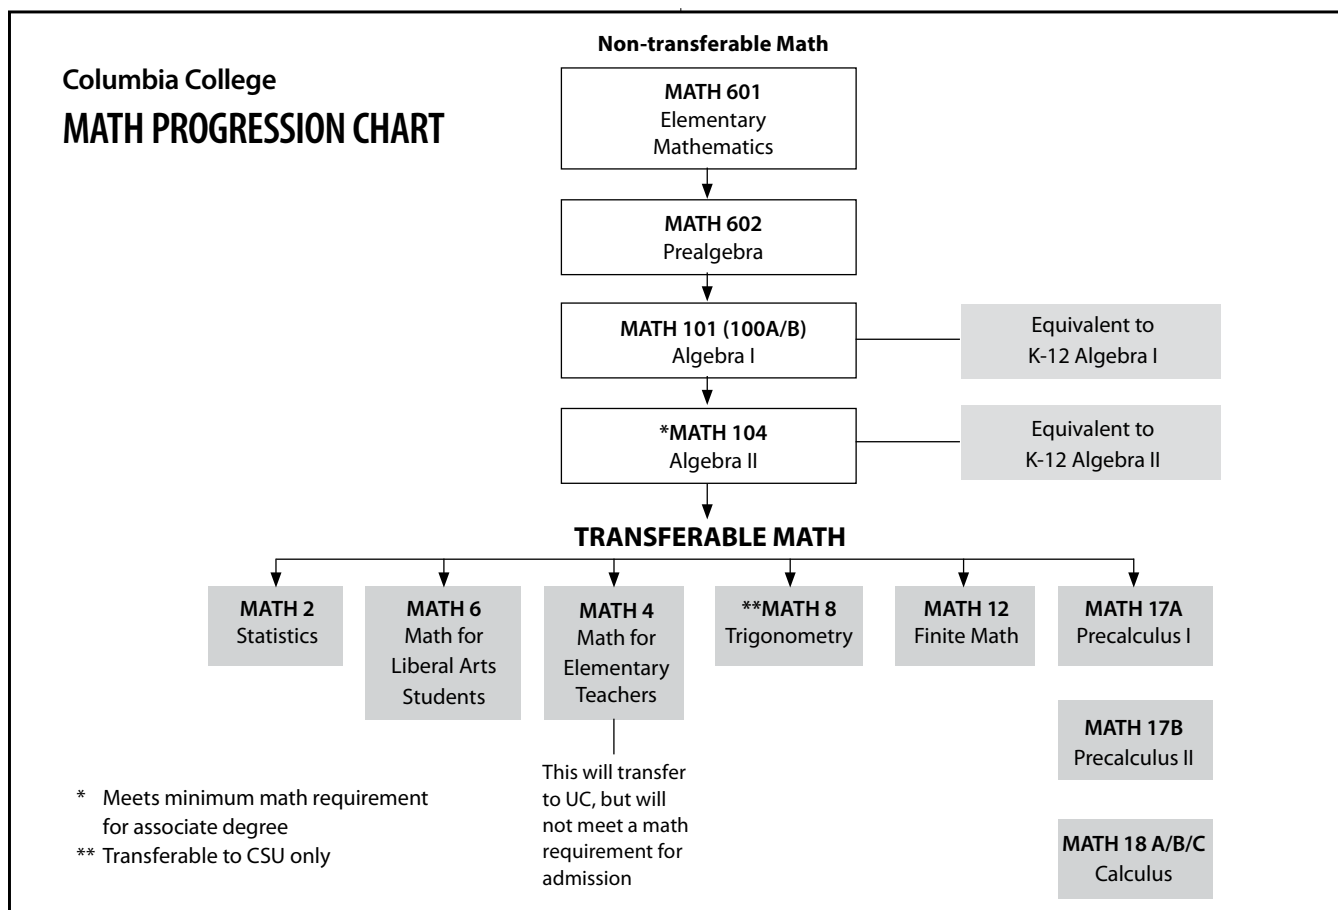 Non-transferable Math
Columbia College
MATH PROGRESSION CHART
MATH 601
Elementary
Mathematics
MATH 602
Prealgebra
MATH 101 (100A/B)
Algebra I
Equivalent to
K-12 Algebra I
*MATH 104
Algebra II
Equivalent to
K-12 Algebra II
TRANSFERABLE MATH
MATH 2
Statistics
MATH 6
Math for
Liberal Arts
Students
MATH 4
Math for
Elementary
Teachers
This will transfer
to UC, but will
not meet a math
requirement for
admission
**MATH 8
Trigonometry
MATH 12
Finite Math
MATH 17A
Precalculus I
MATH 17B
Precalculus II
MATH 18 A/B/C
Calculus
* Meets minimum math requirement
for associate degree
** Transferable to CSU only